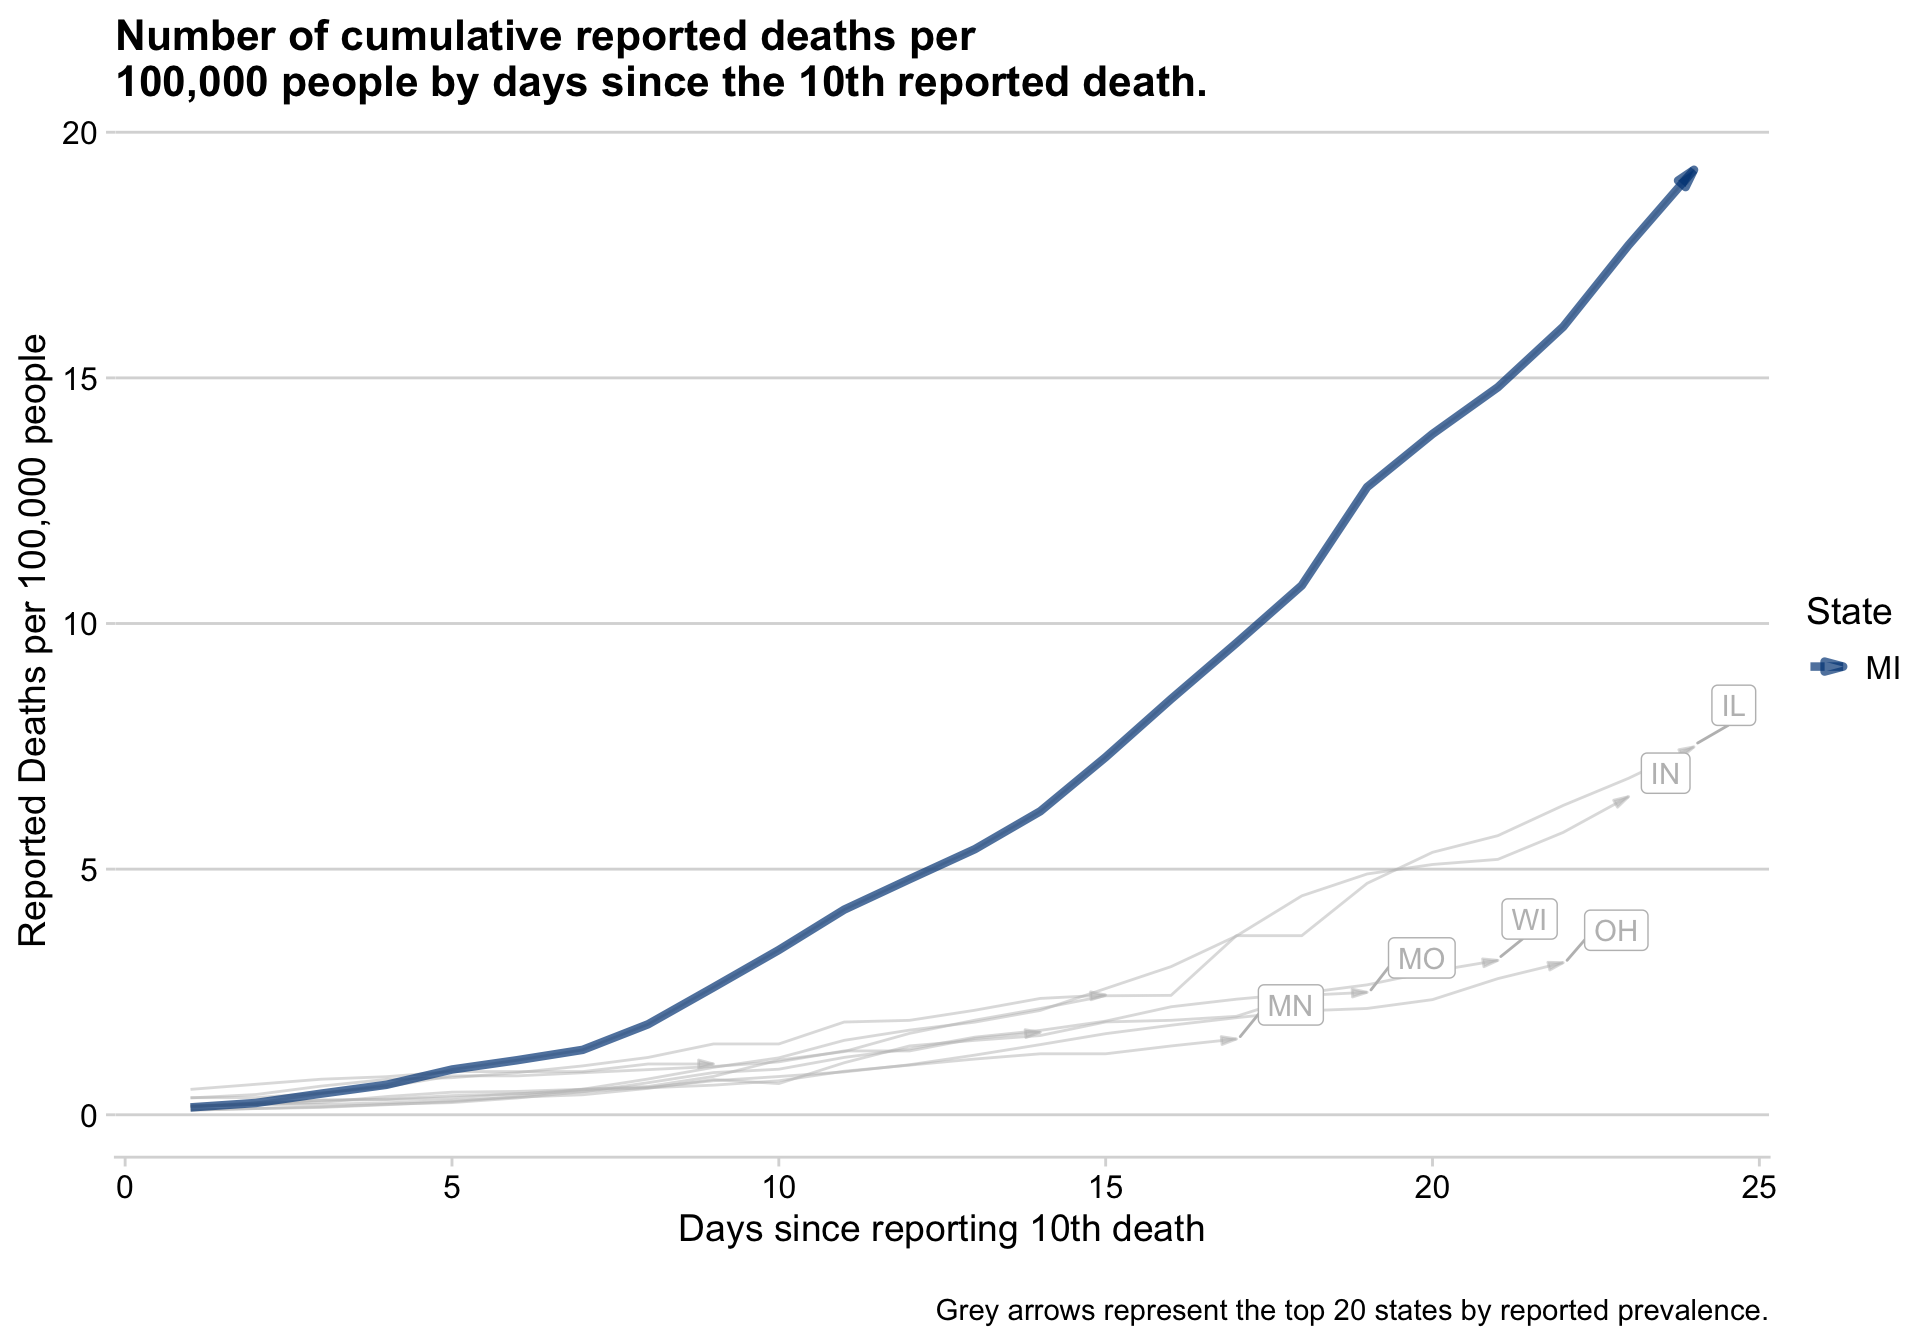 Number of cumulative reported deaths per
100,000 people by days since the 10th reported death.
Reported Deaths per 100,000 people
20
15
10
5
0
IL
IN
WI
OH
MO
MN
State
MI
0 5 10 15 20 25
Days since reporting 10th death
Grey arrows represent the top 20 states by reported prevalence.